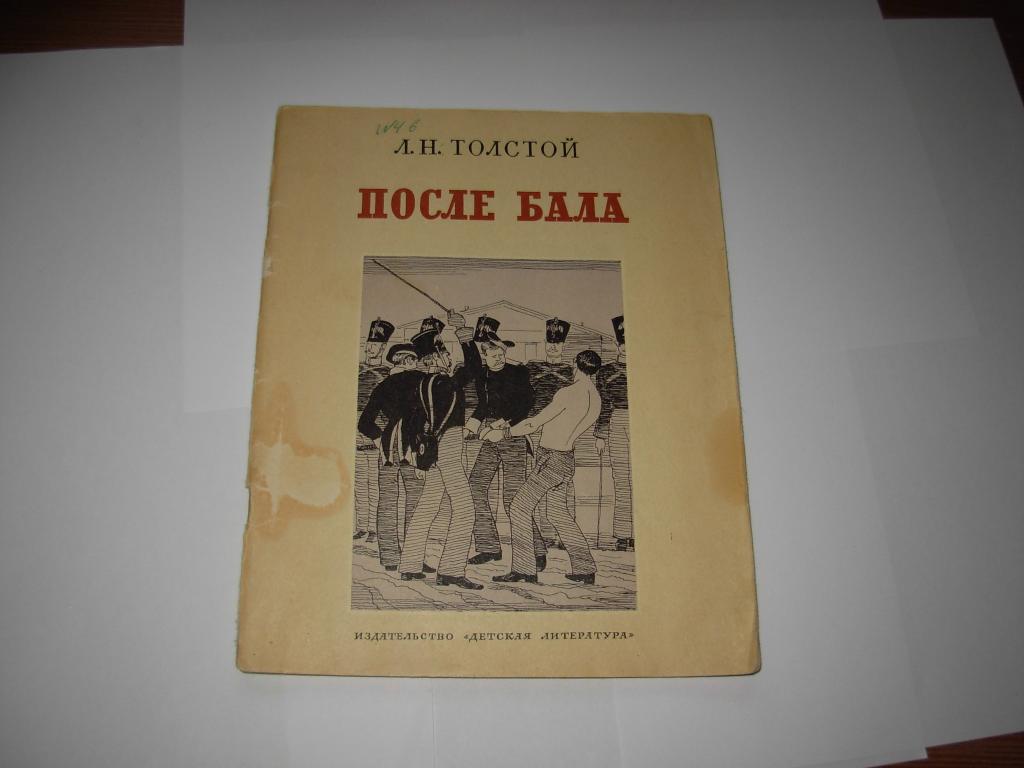 Л.Н. ТОЛСТОЙ
ПОСЛЕ БАЛА
ИЗДАТЕЛЬСТВО «ДЕТСКАЯ ЛИТЕРАТУРА»